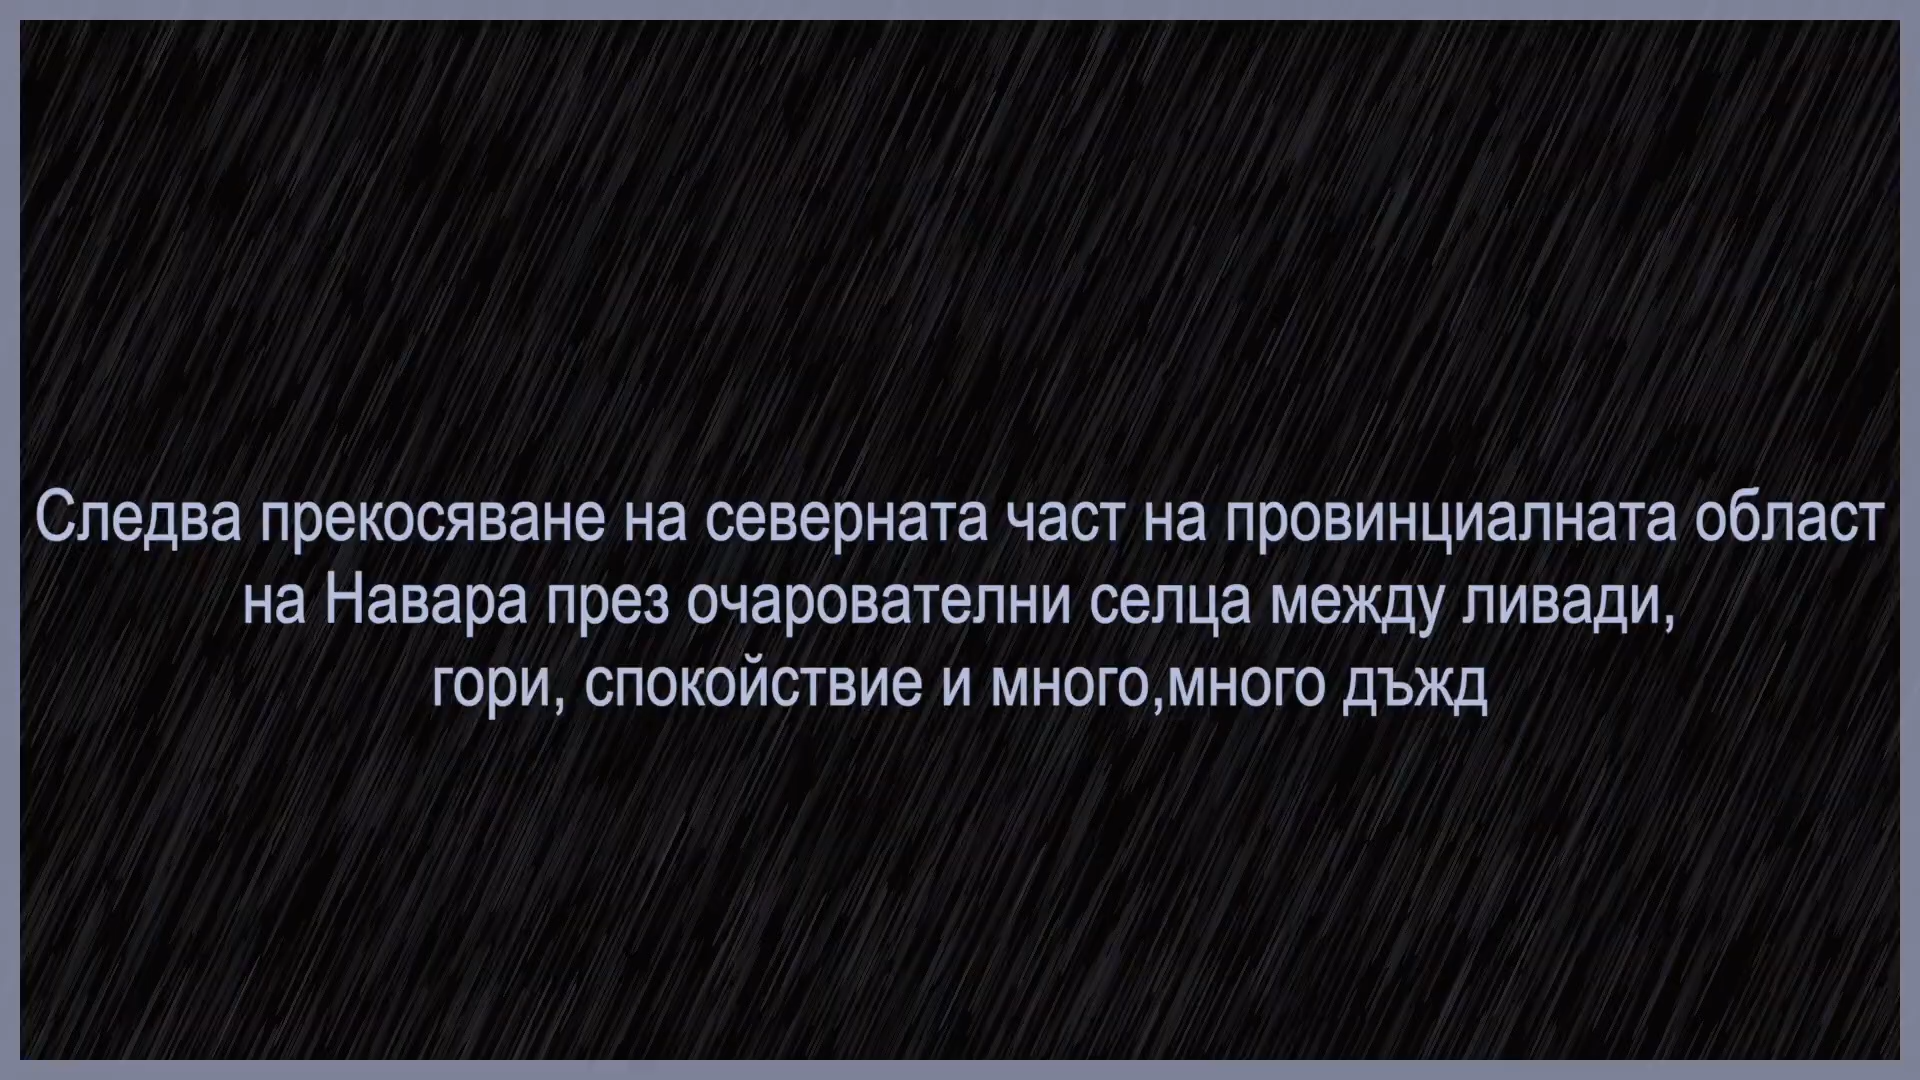 Следва прекосяване на северната част на провинциалната област
на Навара през очарователни селца между ливади,
гори, спокойствие и много,много дъжд